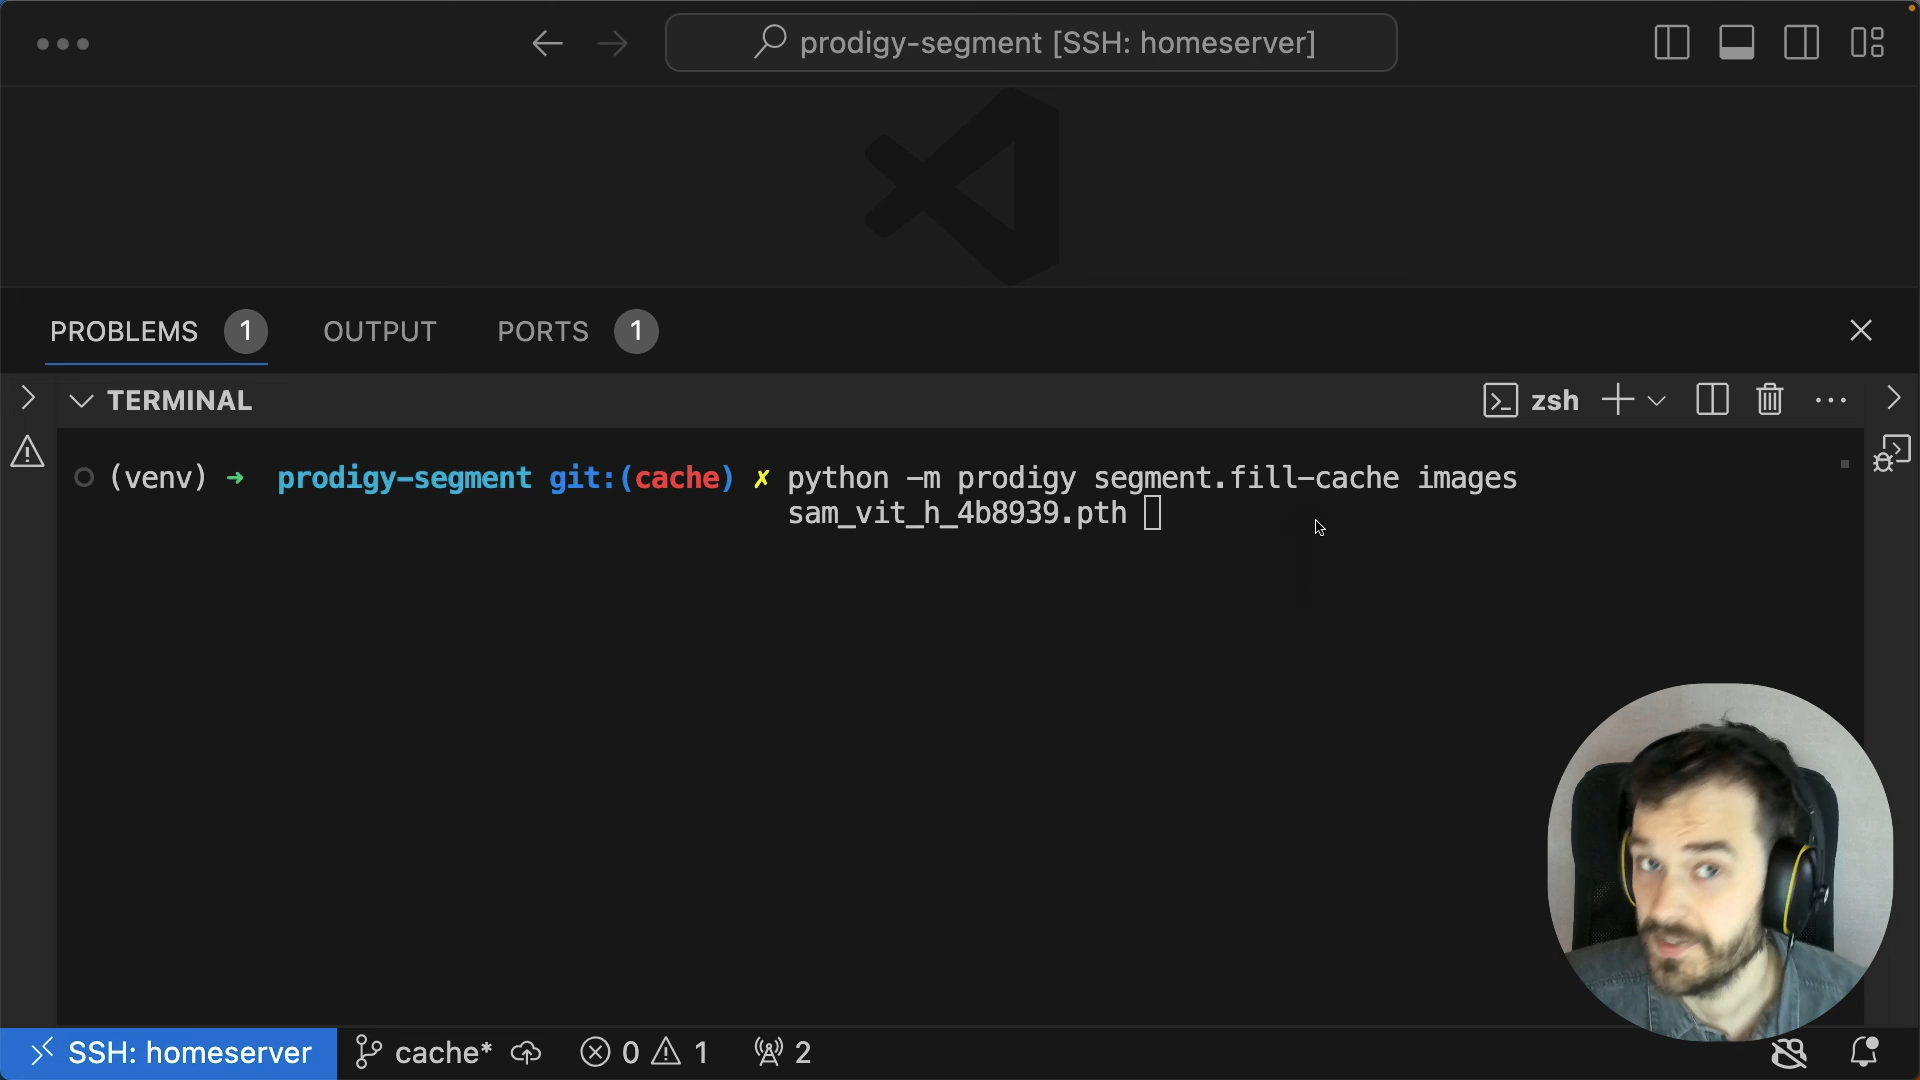 prodigy-segment [SSH: homeserver]
PROBLEMS 1 OUTPUT PORTS 1
TERMINAL zsh
(venv) ➜ prodigy-segment git:(cache) ✗ python -m prodigy segment.fill-cache images
sam_vit_h_4b8939.pth
SSH: homeserver cache* 0 1 2